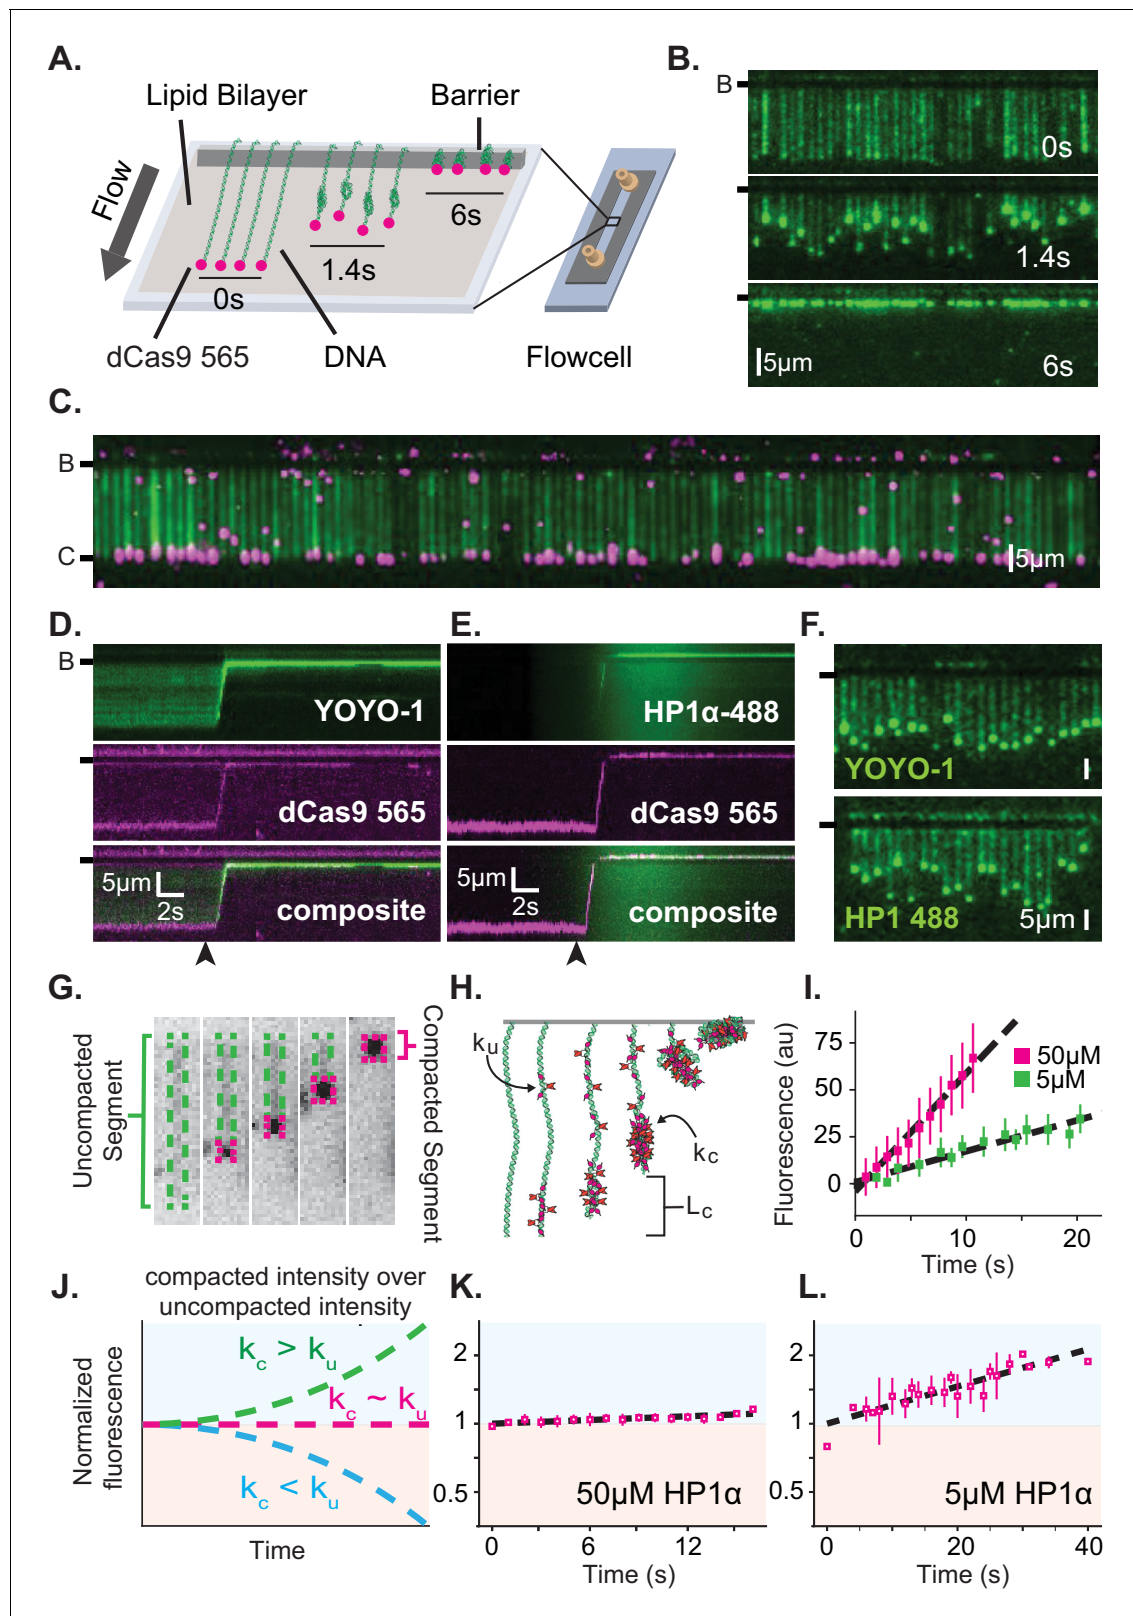 A.
Lipid Bilayer
Barrier
Flow
6s
1.4s
0s
dCas9 565
DNA
Flowcell
B.
B
0s
1.4s
5µm
6s
C.
B
C
5µm
D.
B
YOYO-1
dCas9 565
5µm
2s
composite
E.
HP1α-488
dCas9 565
5µm
2s
composite
F.
YOYO-1
HP1 488
5µm
G.
Uncompacted
Segment
Compacted Segment
H.
ku
kc
Lc
I.
Fluorescence (au)
75
50
25
0
50µM
5µM
0
10
20
Time (s)
J.
compacted intensity over
uncompacted intensity
Normalized
fluorescence
kc > ku
kc ~ ku
kc < ku
Time
K.
2
1
0.5
50µM HP1α
0
6
12
Time (s)
L.
2
1
0.5
5µM HP1α
0
20
40
Time (s)